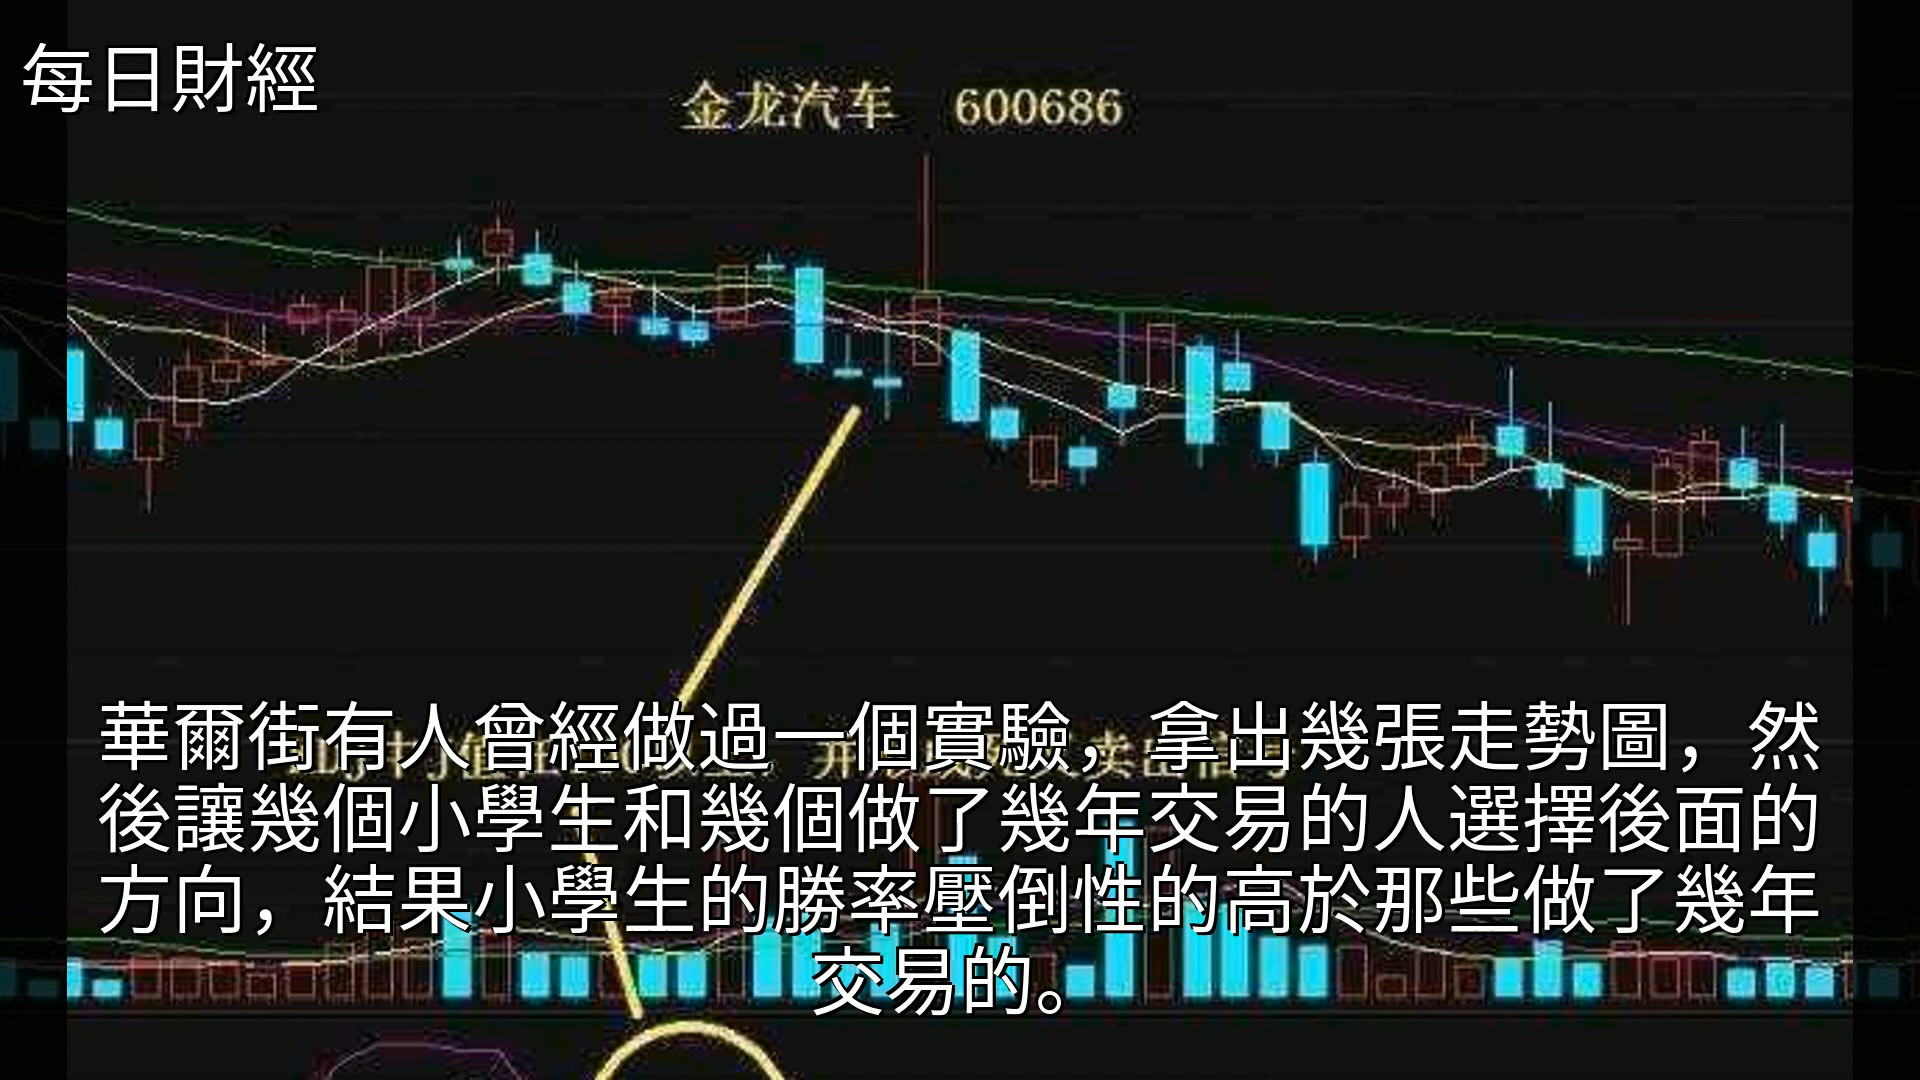 每日財經
金龙汽车 600686
華爾街有人曾經做過一個實驗，拿出幾張走勢圖，然
後讓幾個小學生和幾個做了幾年交易的人選擇後面的
方向，結果小學生的勝率壓倒性的高於那些做了幾年
交易的。